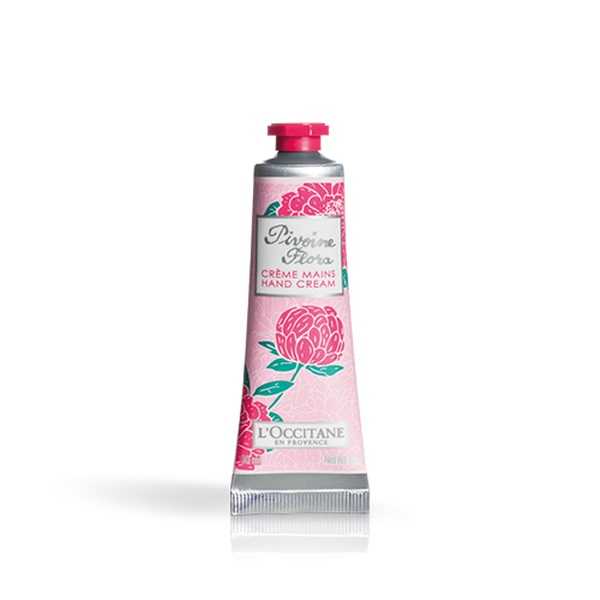 Pivoine
Flora
CRÈME MAINS
HAND CREAM
L'OCCITANE
EN PROVENCE